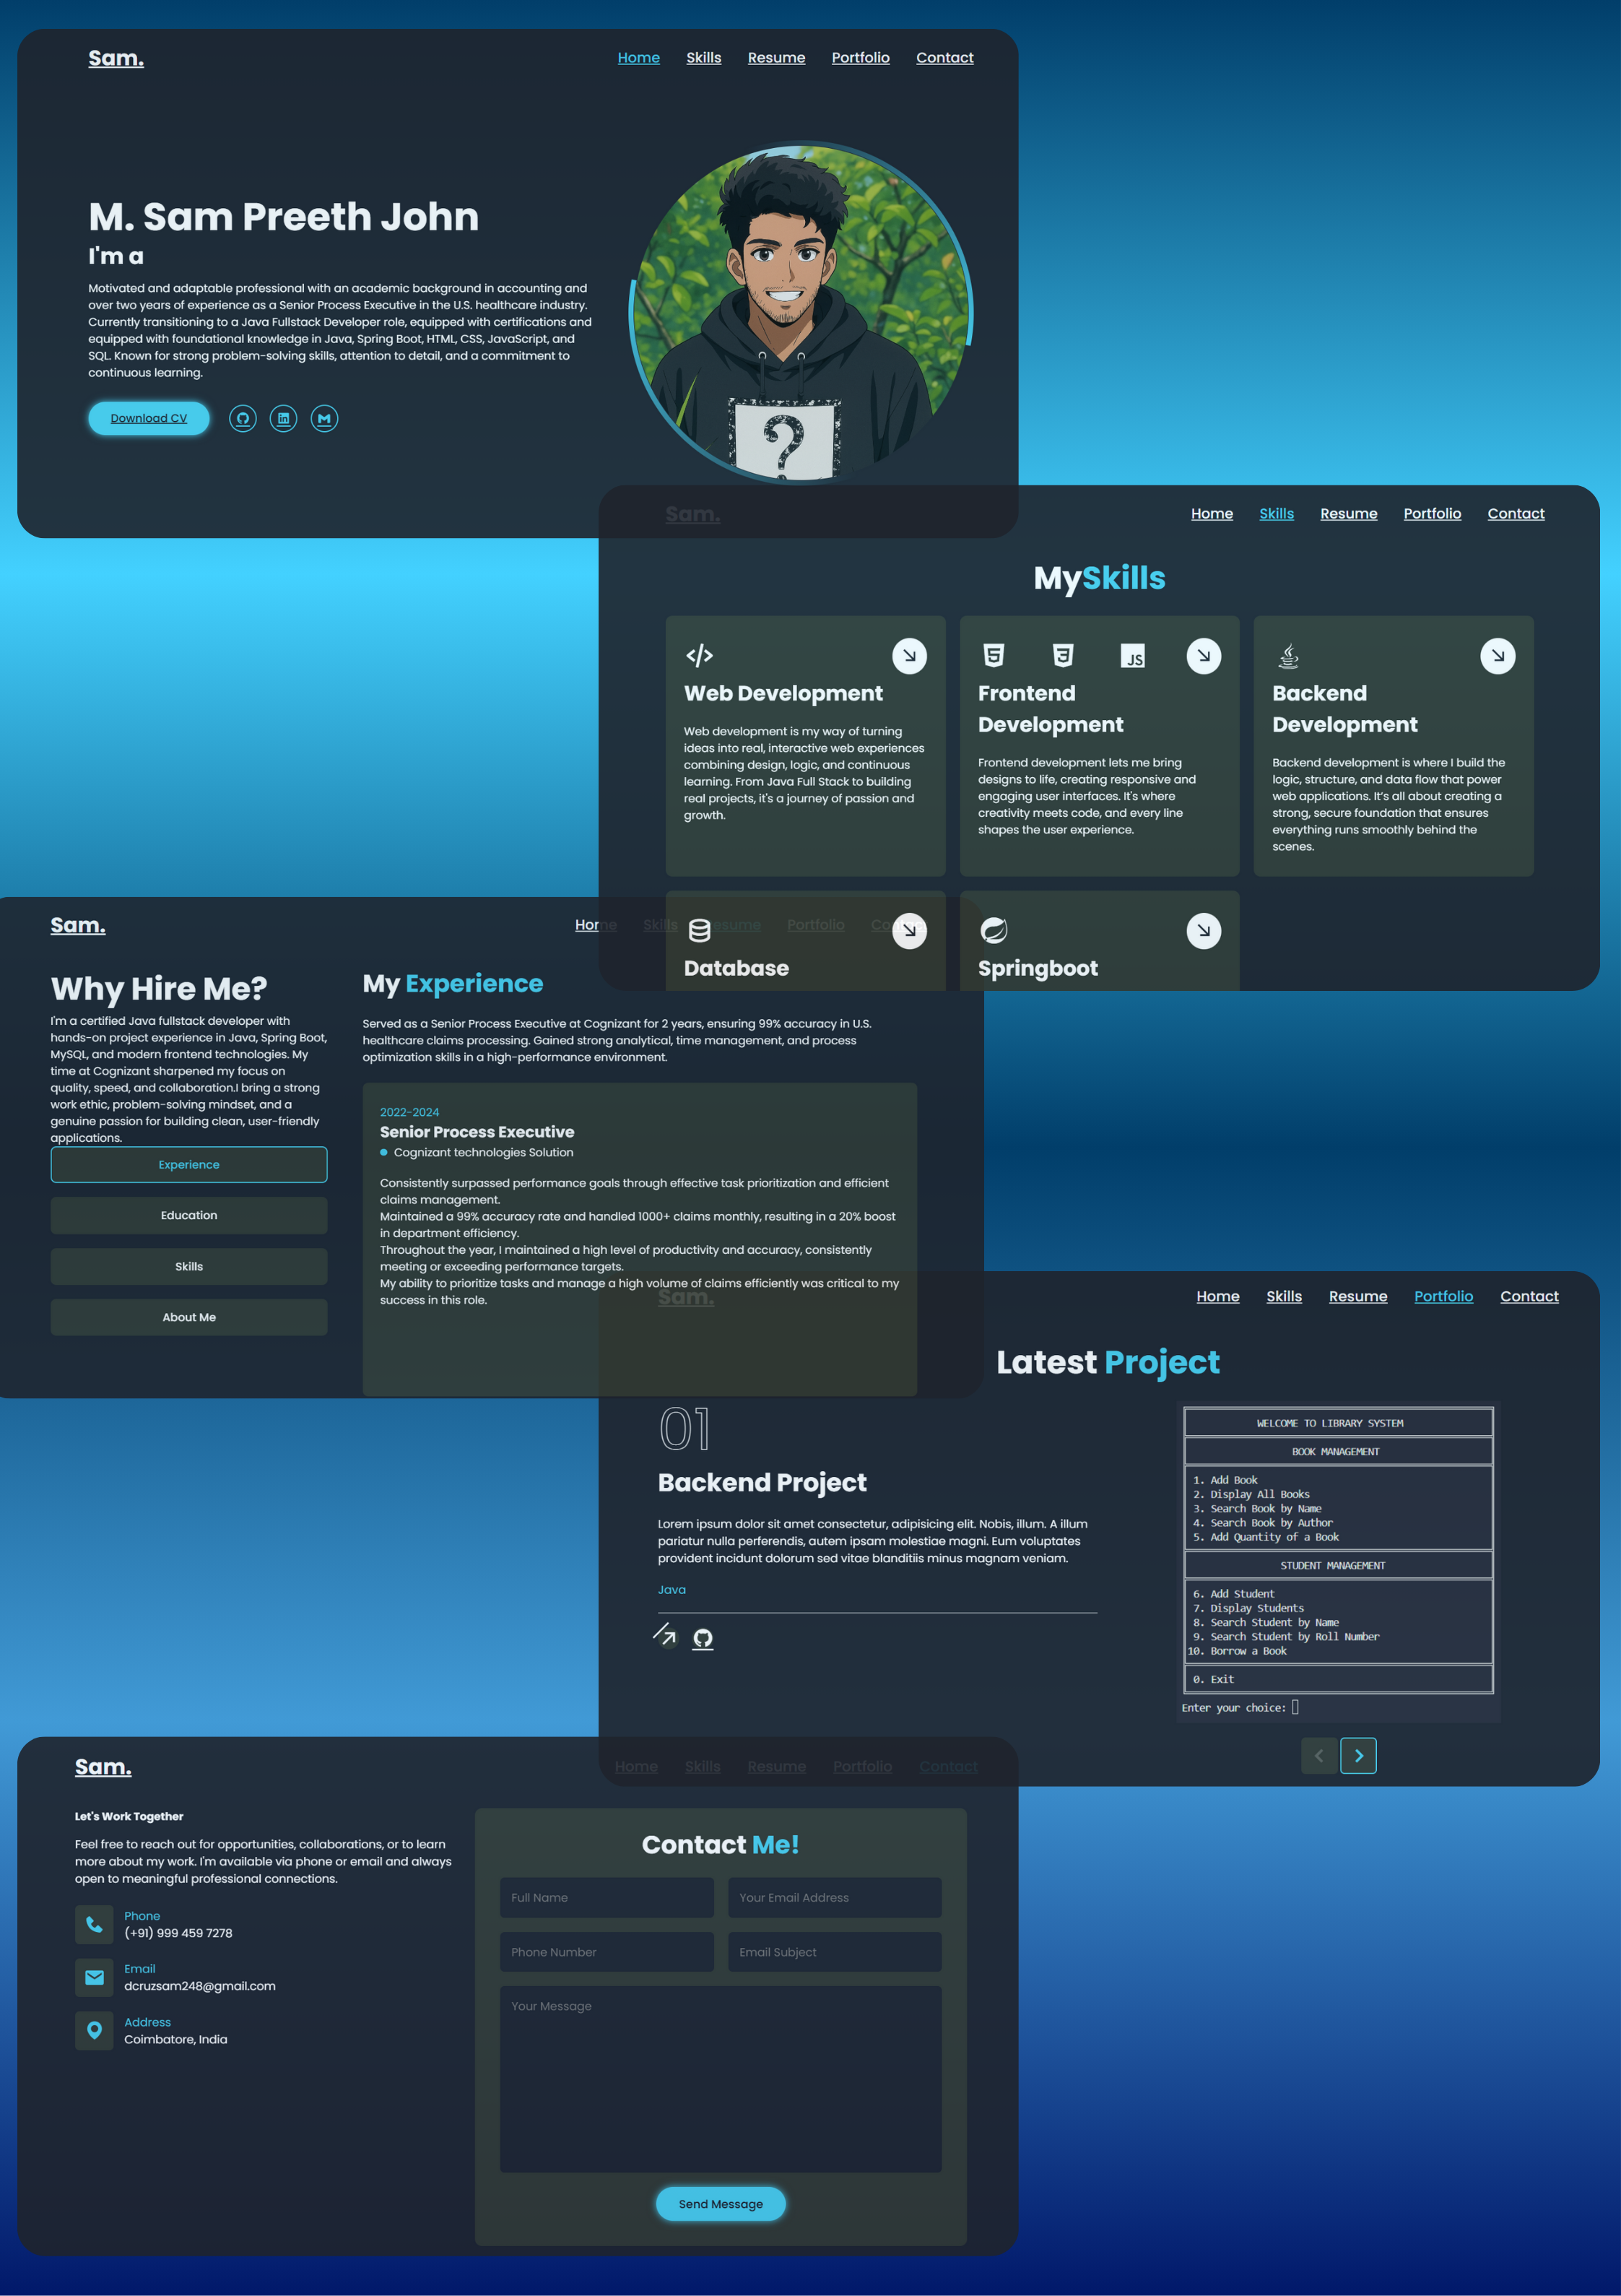 Sam.
Home Skills Resume Portfolio Contact
M. Sam Preeth John
I'm a
Motivated and adaptable professional with an academic background in accounting and
over two years of experience as a Senior Process Executive in the U.S. healthcare industry.
Currently transitioning to a Java Fullstack Developer role, equipped with certifications and
equipped with foundational knowledge in Java, Spring Boot, HTML, CSS, JavaScript, and
SQL. Known for strong problem-solving skills, attention to detail, and a commitment to
continuous learning.
Download CV
?
Sam.
Home Skills Resume Portfolio Contact
MySkills
JS
Web Development
Web development is my way of turning
ideas into real, interactive web experiences
combining design, logic, and continuous
learning. From Java Full Stack to building
real projects, it's a journey of passion and
growth.
Frontend
Development
Frontend development lets me bring
designs to life, creating responsive and
engaging user interfaces. It's where
creativity meets code, and every line
shapes the user experience.
Backend
Development
Backend development is where I build the
logic, structure, and data flow that power
web applications. It's all about creating a
strong, secure foundation that ensures
everything runs smoothly behind the
scenes.
Database
Springboot
Sam.
Home Skills Resume Portfolio Contact
Why Hire Me?
I'm a certified Java fullstack developer with
hands-on project experience in Java, Spring Boot,
MySQL, and modern frontend technologies. My
time at Cognizant sharpened my focus on
quality, speed, and collaboration.I bring a strong
work ethic, problem-solving mindset, and a
genuine passion for building clean, user-friendly
applications.
Experience
Education
Skills
About Me
My Experience
Served as a Senior Process Executive at Cognizant for 2 years, ensuring 99% accuracy in U.S.
healthcare claims processing. Gained strong analytical, time management, and process
optimization skills in a high-performance environment.
2022-2024
Senior Process Executive
Cognizant technologies Solution
Consistently surpassed performance goals through effective task prioritization and efficient
claims management.
Maintained a 99% accuracy rate and handled 1000+ claims monthly, resulting in a 20% boost
in department efficiency.
Throughout the year, I maintained a high level of productivity and accuracy, consistently
meeting or exceeding performance targets.
My ability to prioritize tasks and manage a high volume of claims efficiently was critical to my
success in this role.
Sam.
Home Skills Resume Portfolio Contact
Latest Project
01
Backend Project
Lorem ipsum dolor sit amet consectetur, adipisicing elit. Nobis, illum. A illum
pariatur nulla perferendis, autem ipsam molestiae magni. Eum voluptates
provident incidunt dolorum sed vitae blanditiis minus magnam veniam.
Java
WELCOME TO LIBRARY SYSTEM
BOOK MANAGEMENT
1. Add Book
2. Display All Books
3. Search Book by Name
4. Search Book by Author
5. Add Quantity of a Book
STUDENT MANAGEMENT
6. Add Student
7. Display Students
8. Search Student by Name
9. Search Student by Roll Number
10. Borrow a Book
0. Exit
Enter your choice:
Sam.
Home Skills Resume Portfolio Contact
Let's Work Together
Feel free to reach out for opportunities, collaborations, or to learn
more about my work. I'm available via phone or email and always
open to meaningful professional connections.
Phone
(+91) 999 459 7278
Email
dcruzsam248@gmail.com
Address
Coimbatore, India
Contact Me!
Full Name
Your Email Address
Phone Number
Email Subject
Your Message
Send Message